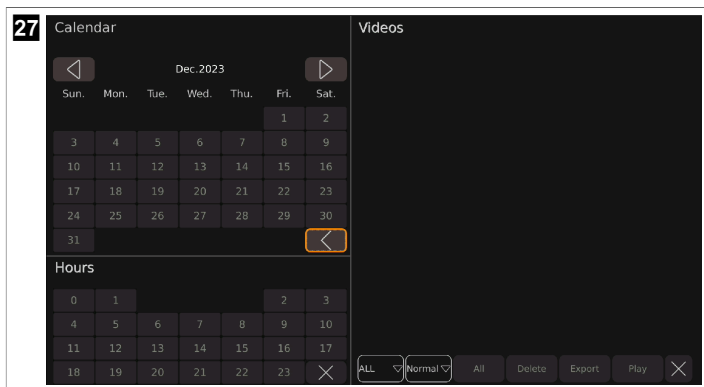 27
Calendar
Dec.2023
Sun. Mon. Tue. Wed. Thu. Fri. Sat.
1 2
3 4 5 6 7 8 9
10 11 12 13 14 15 16
17 18 19 20 21 22 23
24 25 26 27 28 29 30
31
Hours
0 1 2 3
4 5 6 7 8 9 10
11 12 13 14 15 16 17
18 19 20 21 22 23
Videos
ALL Normal All Delete Export Play